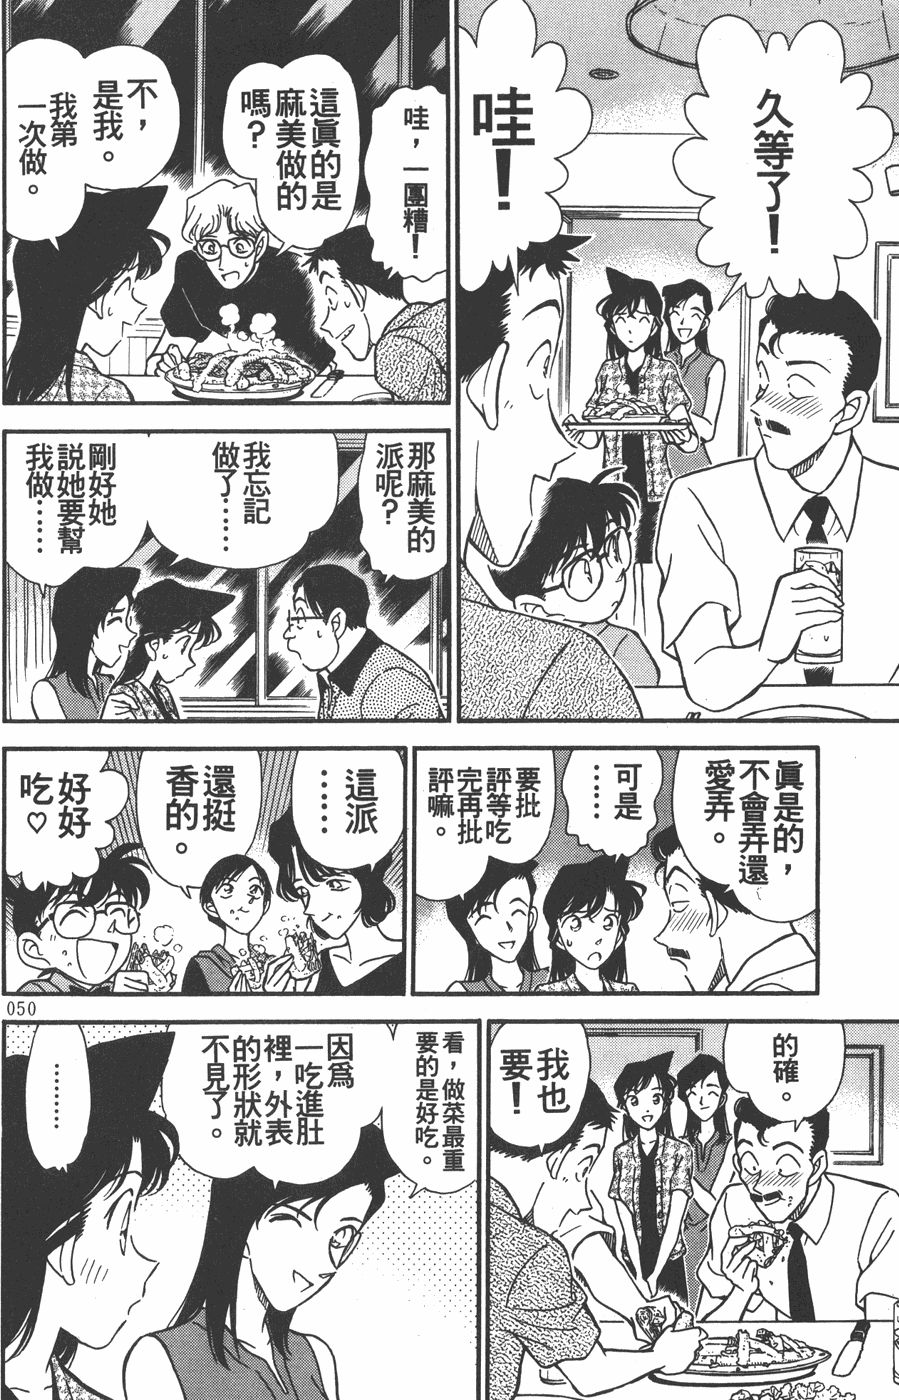 久等了！
哇！
哇，一團糟！
這眞的是
麻美做的
嗎？
不，
是我。
我第
一次做。
那麻美的
派呢？
我忘記
做了……
剛好她
說她要幫
我做……
眞是的，
不會弄還
愛弄。
可是
……
要批
評等吃
完再批
評嘛。
這派
……
還挺
香的。
好好
吃♡
050
的確。
我也
要！
看，做菜最重
要的是好吃。
因爲
一吃進肚
裡，外表
的形狀就
不見了。
……